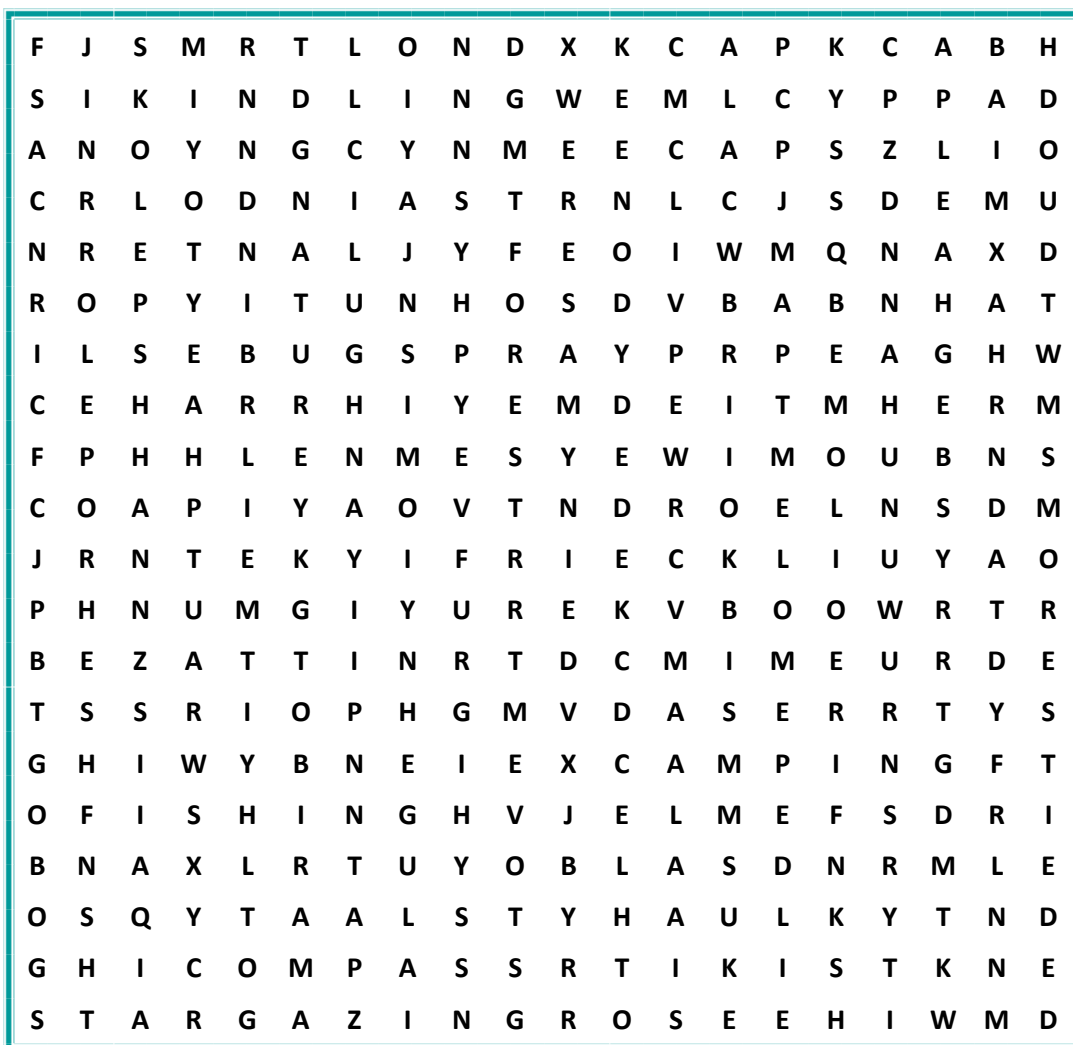 F J S M R T L O N D X K C A P K C A B H
S I K I N D L I N G W E M L C Y P P A D
A N O Y N G C Y N M E E C A P S Z L I O
C R L O D N I A S T R N L C J S D E M U
N R E T N A L J Y F E O I W M Q N A X D
R O P Y I T U N H O S D V B A B N H A T
I L S E B U G S P R A Y P R P E A G H W
C E H A R R H I Y E M D E I T M H E R M
F P H H L E N M E S Y E W I M O U B N S
C O A P I Y A O V T N D R O E L N S D M
J R N T E K Y I F R I E C K L I U Y A O
P H N U M G I Y U R E K V B O O W R T R
B E Z A T T I N R T D C M I M E U R D E
T S S R I O P H G M V D A S E R R T Y S
G H I W Y B N E I E X C A M P I N G F T
O F I S H I N G H V J E L M E F S D R I
B N A X L R T U Y O B L A S D N R M L E
O S Q Y T A A L S T Y H A U L K Y T N D
G H I C O M P A S S R T I K I S T K N E
S T A R G A Z I N G R O S E E H I W M D